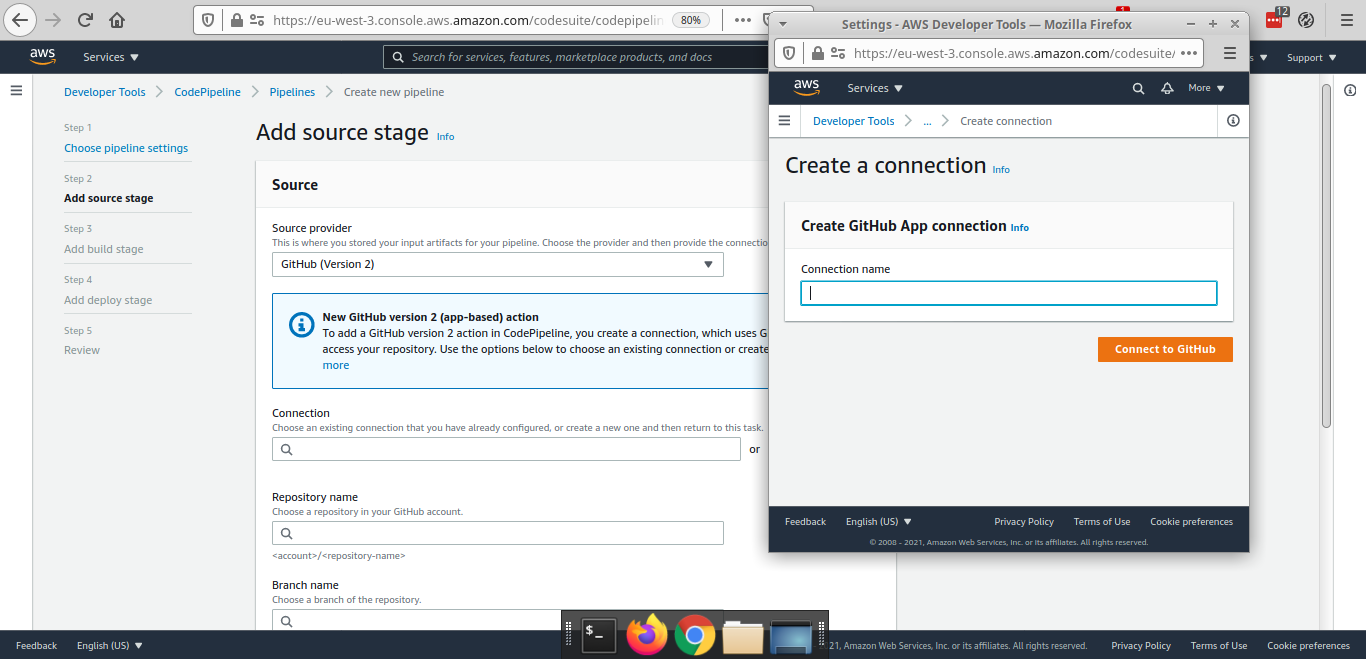 https://eu-west-3.console.aws.amazon.com/codesuite/codepipelin
80%
12
aws
Services
Search for services, features, marketplace products, and docs
Support
Developer Tools
CodePipeline
Pipelines
Create new pipeline
Step 1
Choose pipeline settings
Step 2
Add source stage
Step 3
Add build stage
Step 4
Add deploy stage
Step 5
Review
Add source stage Info
Source
Source provider
This is where you stored your input artifacts for your pipeline. Choose the provider and then provide the connectio
GitHub (Version 2)
New GitHub version 2 (app-based) action
To add a GitHub version 2 action in CodePipeline, you create a connection, which uses G
access your repository. Use the options below to choose an existing connection or create
more
Connection
Choose an existing connection that you have already configured, or create a new one and then return to this task.
or
Repository name
Choose a repository in your GitHub account.
<account>/<repository-name>
Branch name
Choose a branch of the repository.
Settings - AWS Developer Tools — Mozilla Firefox
https://eu-west-3.console.aws.amazon.com/codesuite/
aws
Services
More
Developer Tools
...
Create connection
Create a connection Info
Create GitHub App connection Info
Connection name
Connect to GitHub
Feedback
English (US)
Privacy Policy
Terms of Use
Cookie preferences
© 2008 - 2021, Amazon Web Services, Inc. or its affiliates. All rights reserved.
$_
Feedback
English (US)
21, Amazon Web Services, Inc. or its affiliates. All rights reserved.
Privacy Policy
Terms of Use
Cookie preferences